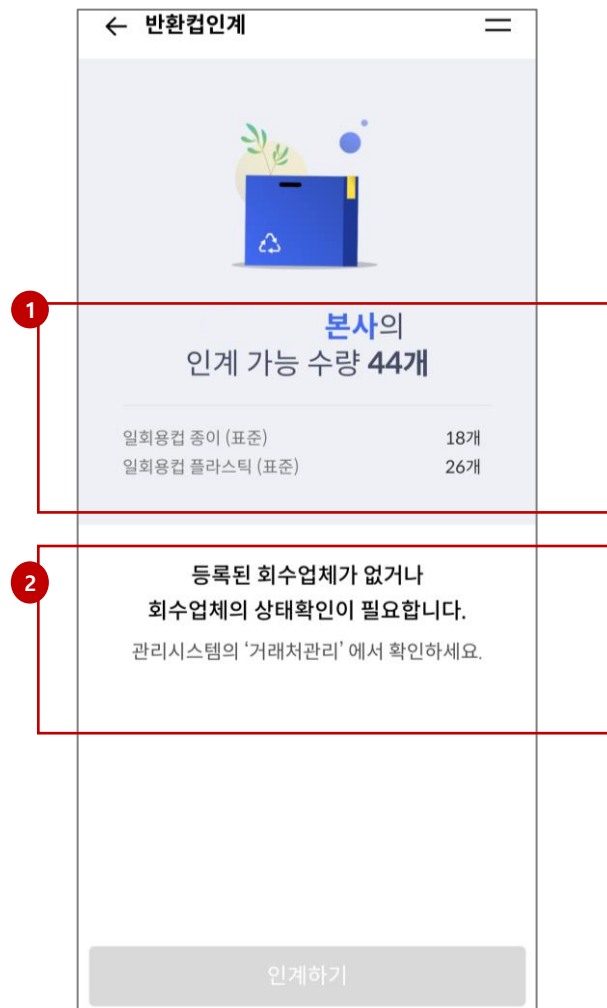 반환컵인계
1
본사의
인계 가능 수량 44개
일회용컵 종이 (표준) 18개
일회용컵 플라스틱 (표준) 26개
2
등록된 회수업체가 없거나
회수업체의 상태확인이 필요합니다.
관리시스템의 ‘거래처관리’ 에서 확인하세요.
인계하기